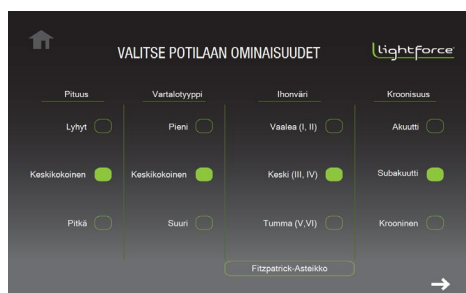 VALITSE POTILAAN OMINAISUUDET
lightforce
Pituus Vartalotyyppi Ihonväri Kroonisuus
Lyhyt Pieni Vaalea (I, II) Akuutti
Keskikokoinen Keskikokoinen Keski (III, IV) Subakuutti
Pitkä Suuri Tumma (V,VI) Krooninen
Fitzpatrick-Asteikko